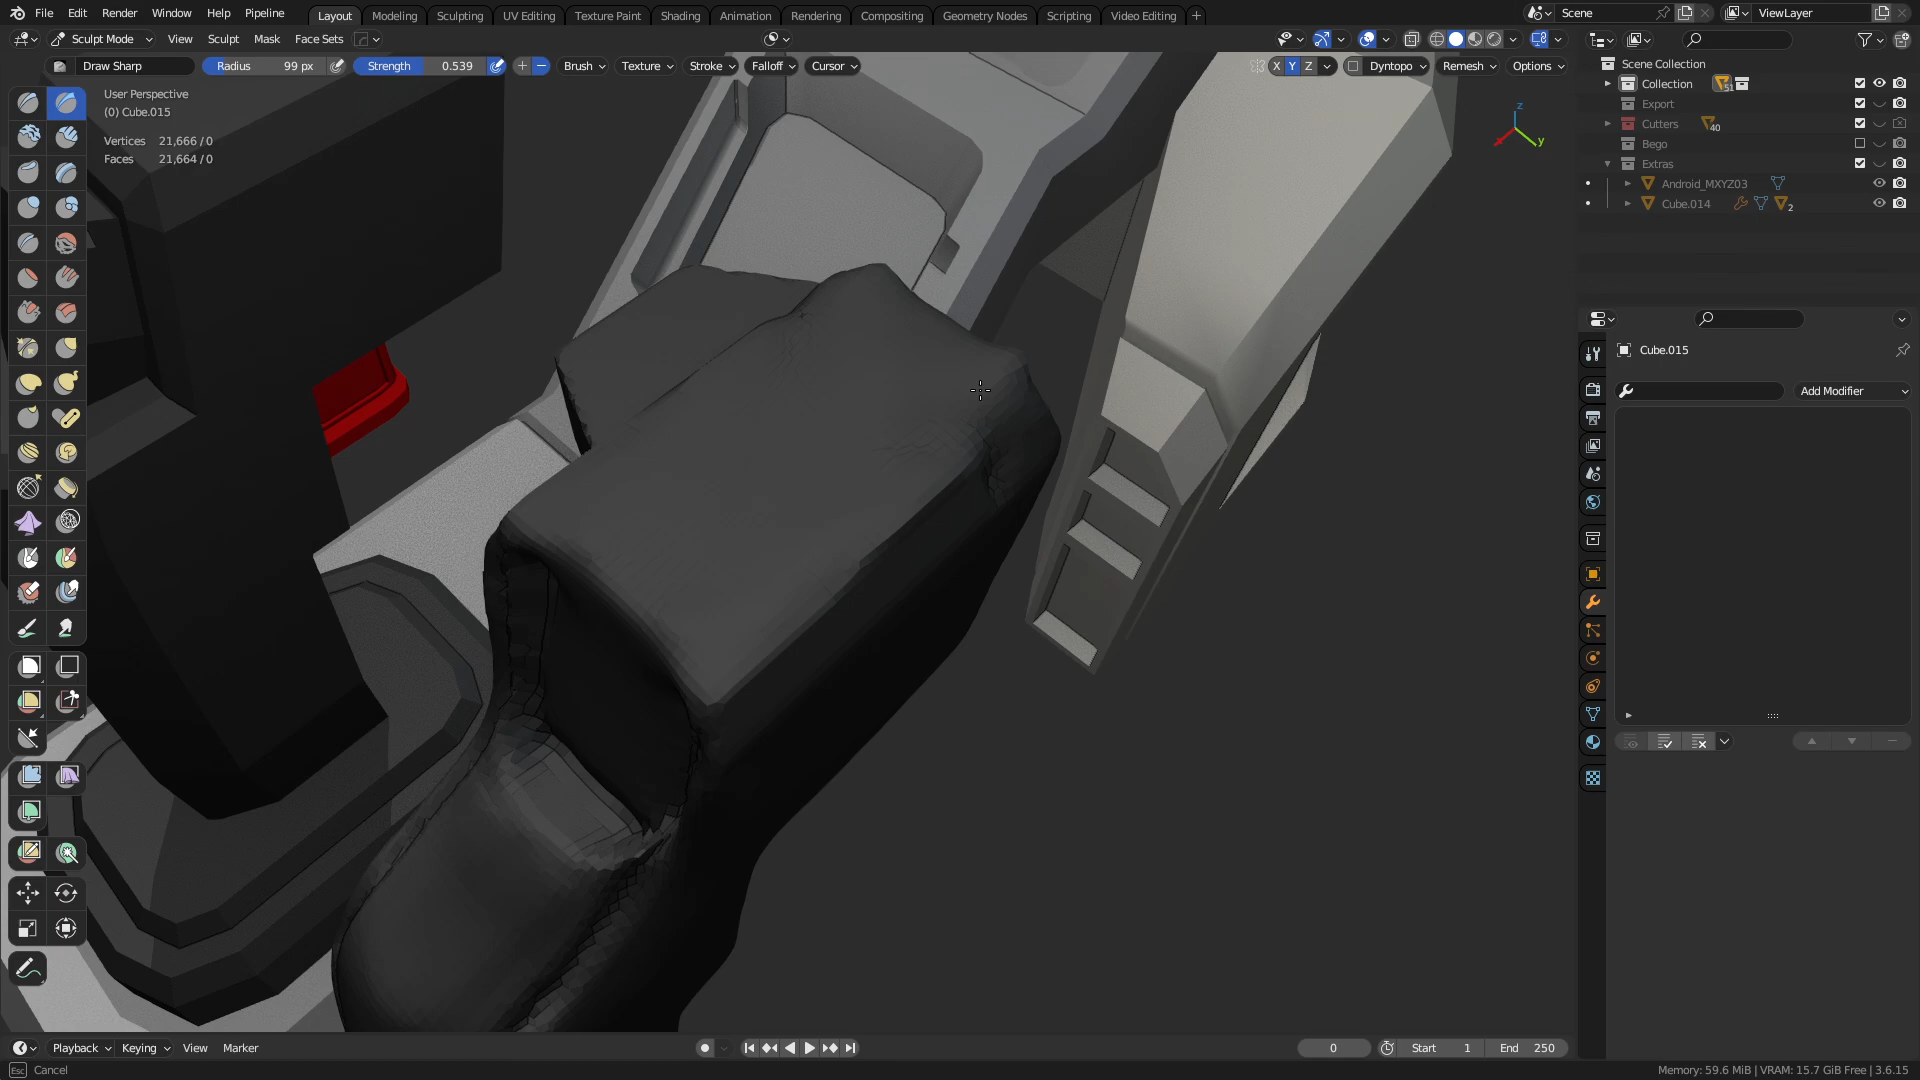 File Edit Render Window Help Pipeline Layout Modeling Sculpting UV Editing Texture Paint Shading Animation Rendering Compositing Geometry Nodes Scripting Video Editing + Scene ViewLayer
Sculpt Mode View Sculpt Mask Face Sets
Draw Sharp Radius 99 px Strength 0.539 Brush Texture Stroke Falloff Cursor X Y Z Dyntopo Remesh Options
User Perspective
(0) Cube.015
Vertices 21,666 / 0
Faces 21,664 / 0
z
y
Scene Collection
Collection 51
Export
Cutters 40
Bego
Extras
Android_MXYZ03
Cube.014 2
Cube.015
Add Modifier
Playback Keying View Marker 0 Start 1 End 250
Esc Cancel Memory: 59.6 MiB | VRAM: 15.7 GiB Free | 3.6.15